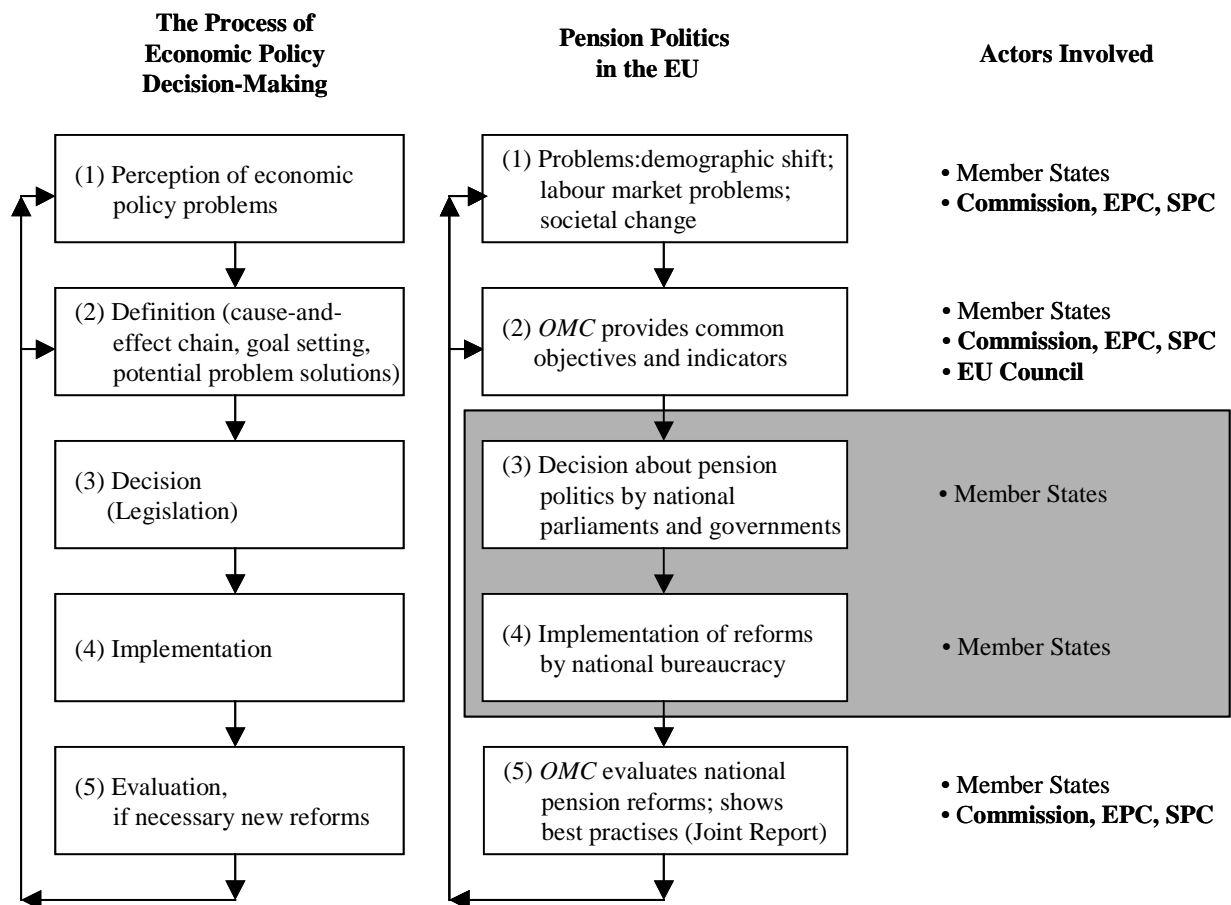 The Process of
Economic Policy
Decision-Making
Pension Politics
in the EU
Actors Involved
(1) Perception of economic
policy problems
(1) Problems:demographic shift;
labour market problems;
societal change
• Member States
• Commission, EPC, SPC
(2) Definition (cause-and-
effect chain, goal setting,
potential problem solutions)
(2) OMC provides common
objectives and indicators
• Member States
• Commission, EPC, SPC
• EU Council
(3) Decision
(Legislation)
(3) Decision about pension
politics by national
parliaments and governments
• Member States
(4) Implementation
(4) Implementation of reforms
by national bureaucracy
• Member States
(5) Evaluation,
if necessary new reforms
(5) OMC evaluates national
pension reforms; shows
best practises (Joint Report)
• Member States
• Commission, EPC, SPC